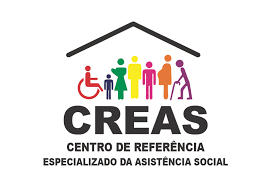 CREAS
CENTRO DE REFERÊNCIA
ESPECIALIZADO DA ASISTÊNCIA SOCIAL